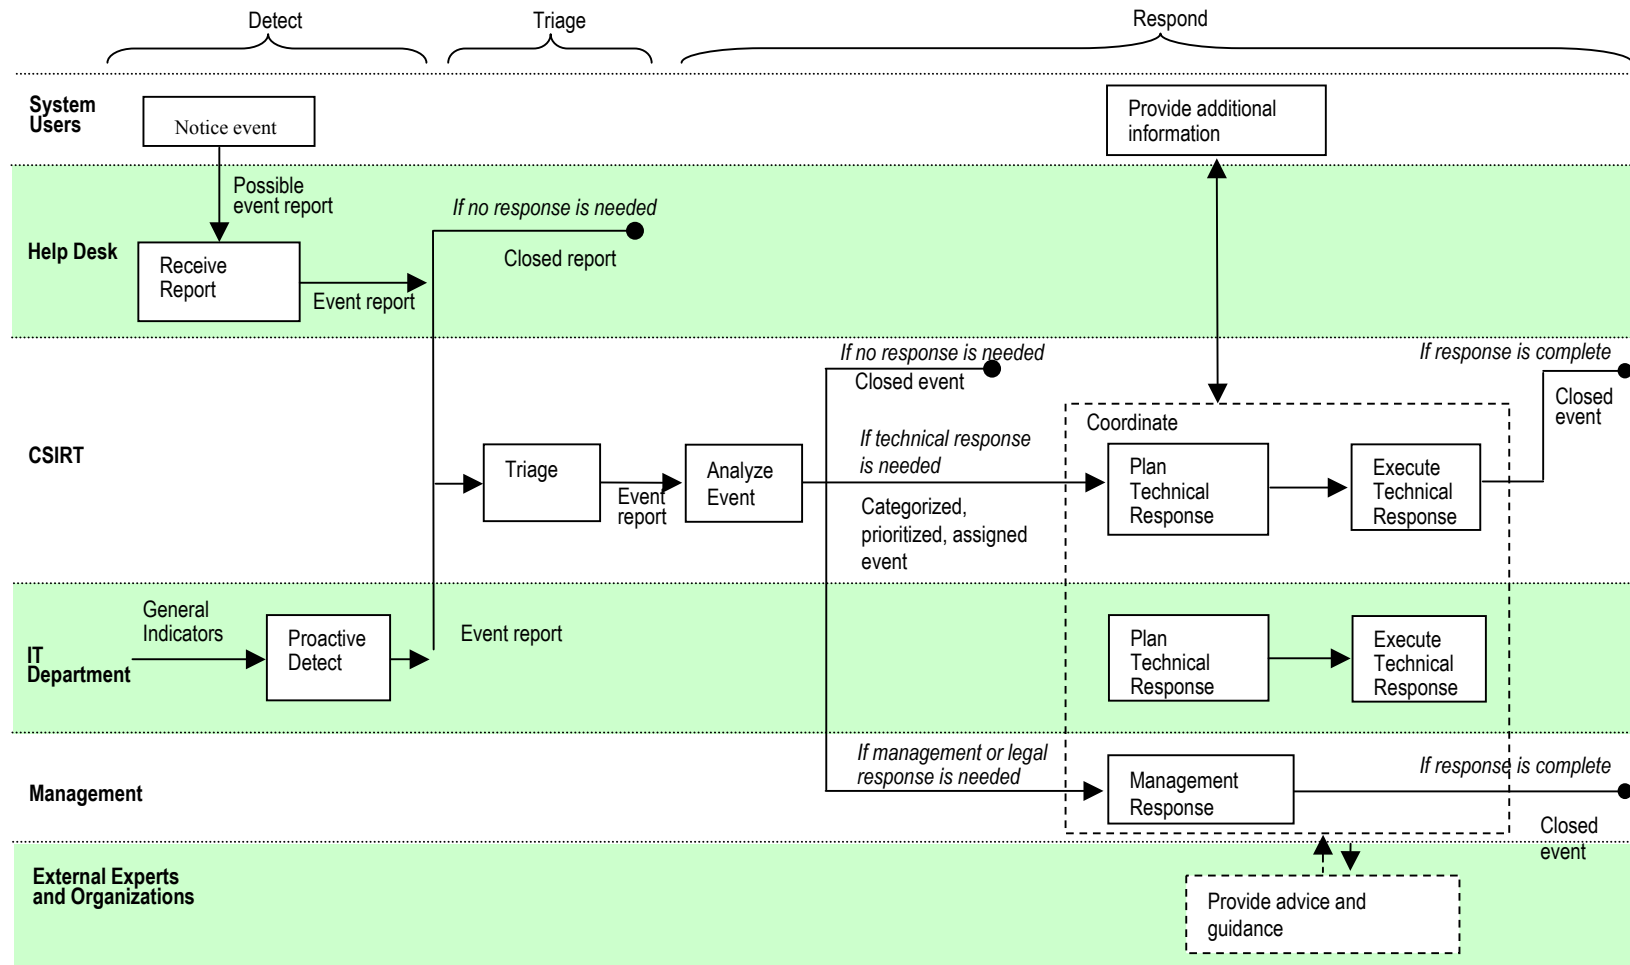 Detect
Triage
Respond
System
Users
Notice event
Provide additional
information
Possible
event report
If no response is needed
Closed report
Help Desk
Receive
Report
Event report
If no response is needed
Closed event
If response is complete
Closed
event
CSIRT
Triage
Event
report
Analyze
Event
If technical response
is needed
Categorized,
prioritized, assigned
event
Coordinate
Plan
Technical
Response
Execute
Technical
Response
IT
Department
General
Indicators
Proactive
Detect
Event report
Plan
Technical
Response
Execute
Technical
Response
Management
If management or legal
response is needed
Management
Response
If response is complete
Closed
event
External Experts
and Organizations
Provide advice and
guidance